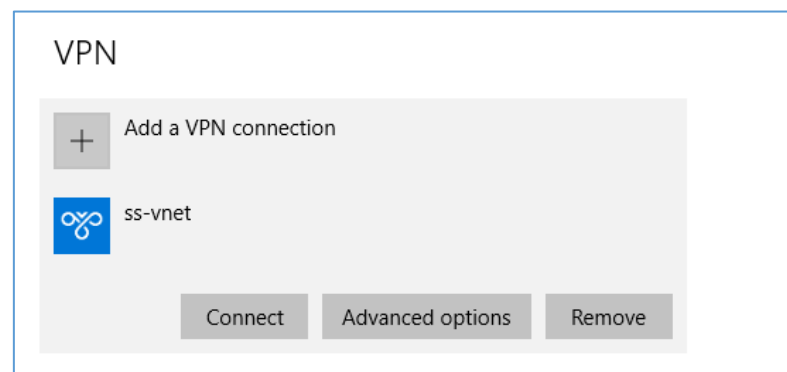 VPN
Add a VPN connection
ss-vnet
Connect Advanced options Remove